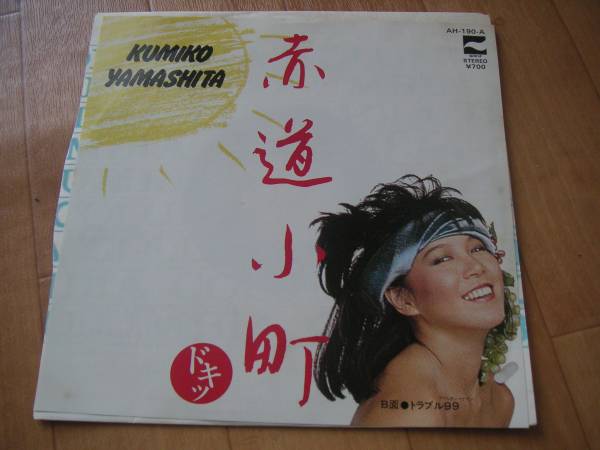 KUMIKO
YAMASHITA
赤道小町
ドキッ
AH-190-A
STEREO
¥700
B面●トラブル99